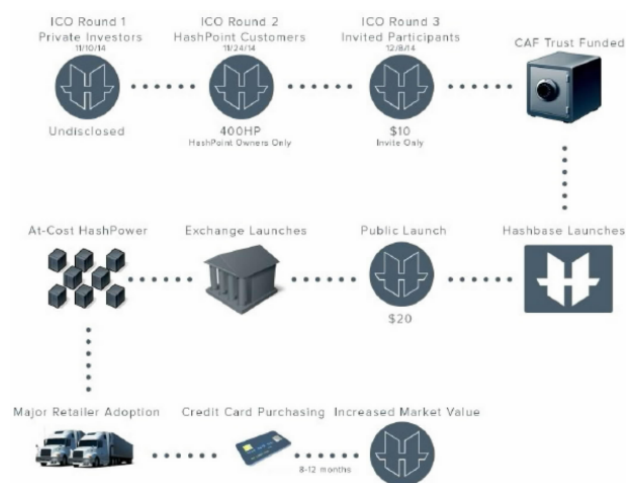 ICO Round 1
Private Investors
11/10/14
Undisclosed
ICO Round 2
HashPoint Customers
11/24/14
400HP
HashPoint Owners Only
ICO Round 3
Invited Participants
12/8/14
$10
Invite Only
CAF Trust Funded
At-Cost HashPower
Exchange Launches
Public Launch
$20
Hashbase Launches
Major Retailer Adoption
Credit Card Purchasing
8-12 months
Increased Market Value